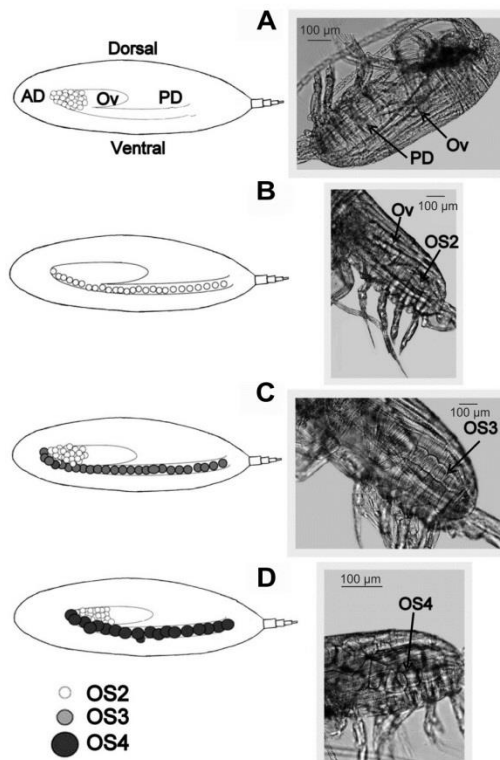 A
Dorsal
AD
Ov
PD
Ventral
100 µm
PD
Ov
B
100 µm
Ov
OS2
C
100 µm
OS3
D
100 µm
OS4
OS2
OS3
OS4